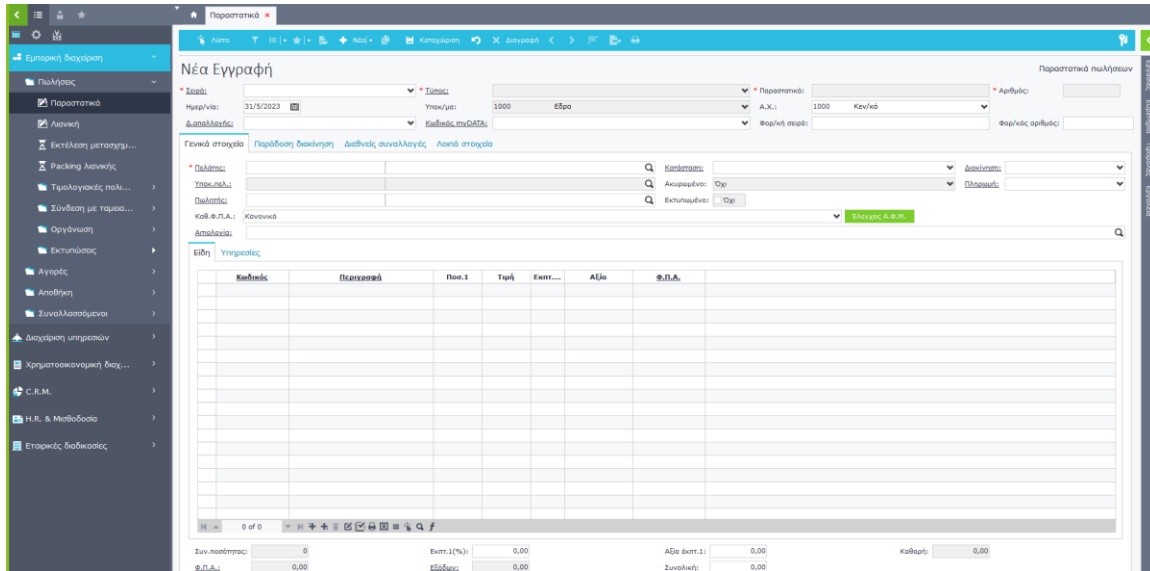 Παραστατικά ×
Λίστα Νέο Καταχώριση Διαγραφή
Εμπορική διαχείριση
Πωλήσεις
Παραστατικά
Λιανική
Εκτέλεση μετασχημ...
Packing λιανικής
Τιμολογιακές πολι...
Σύνδεση με ταμεια...
Οργάνωση
Εκτυπώσεις
Αγορές
Αποθήκη
Συναλλασσόμενοι
Διαχείριση υπηρεσιών
Χρηματοοικονομική διαχ...
C.R.M.
H.R. & Μισθοδοσία
Εταιρικές διαδικασίες
Νέα Εγγραφή Παραστατικά πωλήσεων
* Σειρά: * Τύπος: * Παραστατικό: * Αριθμός:
Ημερ/νία: 31/5/2023 Υποκ/μα: 1000 Έδρα Α.Χ.: 1000 Κεν/κό
Δ.απαλλαγής: Κωδικός myDATA: Φορ/κή σειρά: Φορ/κός αριθμός:
Γενικά στοιχεία Παράδοση διακίνηση Διεθνείς συναλλαγές Λοιπά στοιχεία
* Πελάτης: Κατάσταση: Διακίνηση:
Υποκ.πελ.: Ακυρωμένο: Όχι Πληρωμή:
Πωλητής: Εκτυπωμένο: Όχι
Καθ.Φ.Π.Α.: Κανονικό Έλεγχος Α.Φ.Μ.
Αιτιολογία:
Είδη Υπηρεσίες
Κωδικός Περιγραφή Ποσ.1 Τιμή Εκπτ.... Αξία Φ.Π.Α.
0 of 0
Συν.ποσότητας: 0 Εκπτ.1(%): 0,00 Αξία έκπτ.1: 0,00 Καθαρή: 0,00
Φ.Π.Α.: 0,00 Εξόδων: 0,00 Συνολική: 0,00